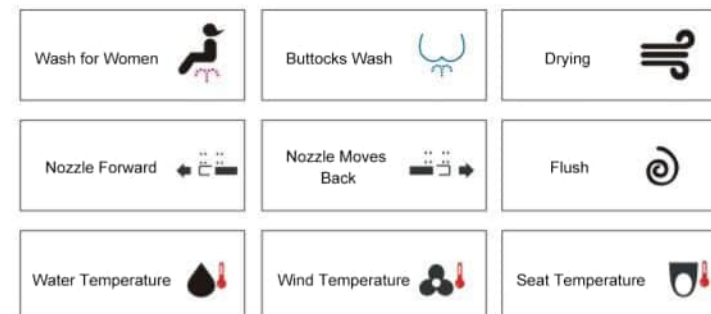 Wash for Women
Buttocks Wash
Drying
Nozzle Forward
Nozzle Moves
Back
Flush
Water Temperature
Wind Temperature
Seat Temperature